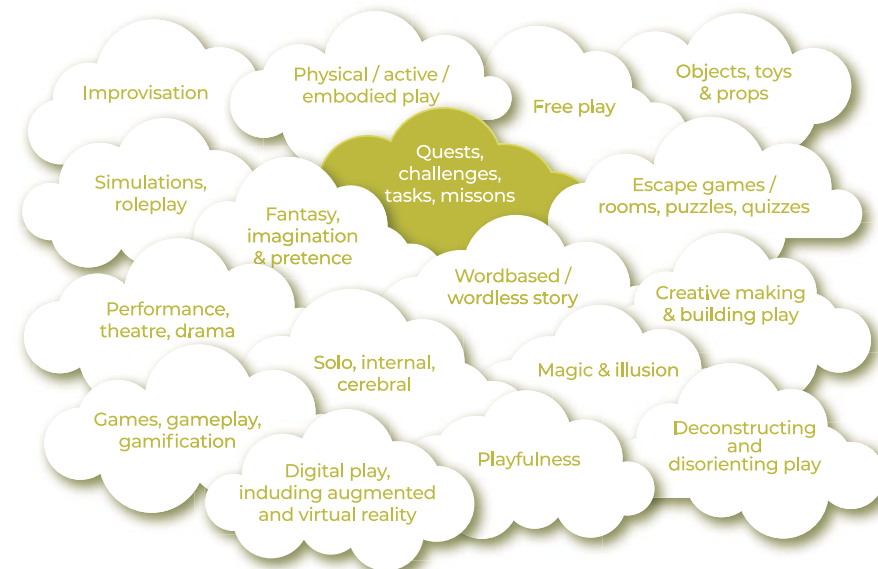 Improvisation
Physical / active /
embodied play
Free play
Objects, toys
& props
Quests,
challenges,
tasks, missons
Simulations,
roleplay
Fantasy,
imagination
& pretence
Escape games /
rooms, puzzles, quizzes
Wordbased /
wordless story
Creative making
& building play
Performance,
theatre, drama
Solo, internal,
cerebral
Magic & illusion
Games, gameplay,
gamification
Digital play,
induding augmented
and virtual reality
Playfulness
Deconstructing
and
disorienting play